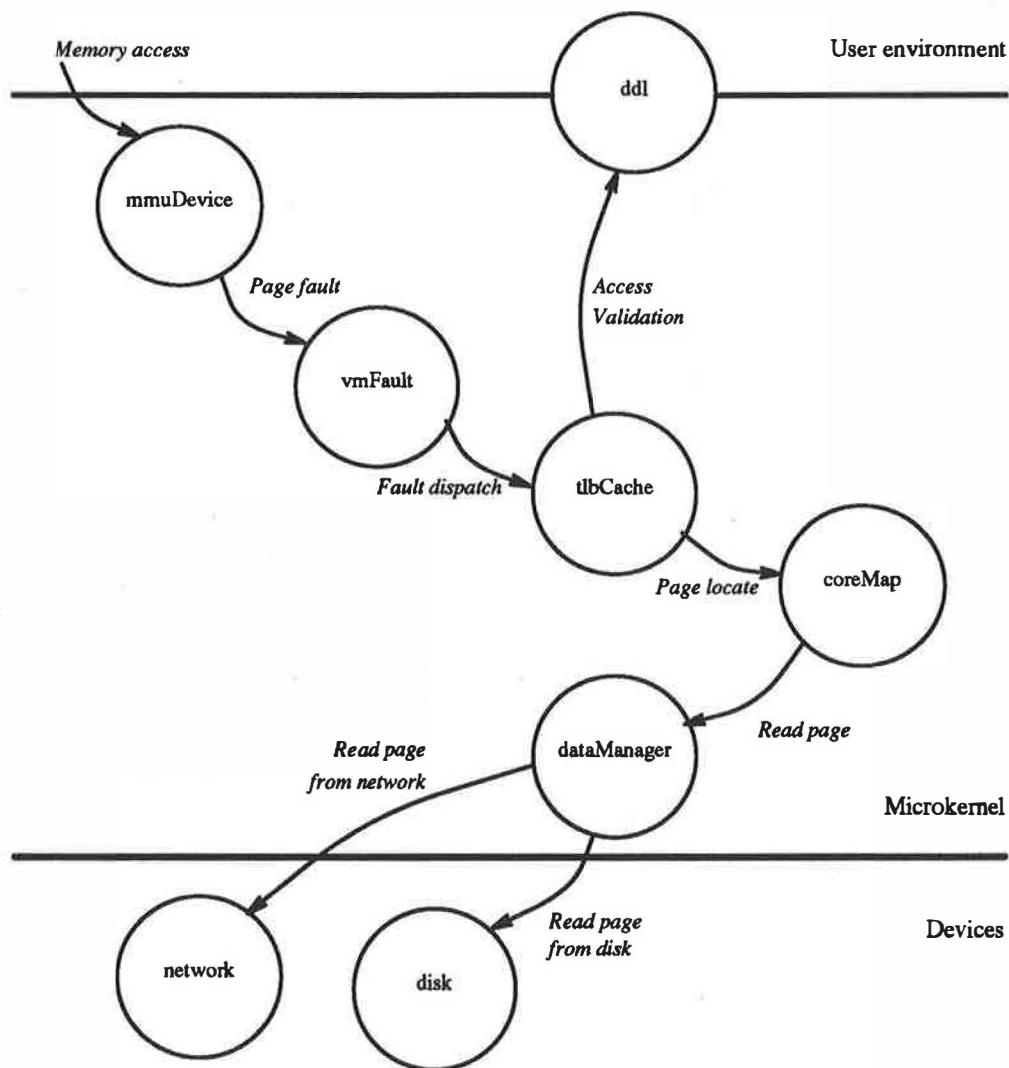 Memory access
User environment
ddl
mmuDevice
Page fault
Access
Validation
vmFault
Fault dispatch
tlbCache
Page locate
coreMap
Read page
from network
dataManager
Read page
Microkernel
Read page
from disk
Devices
network
disk